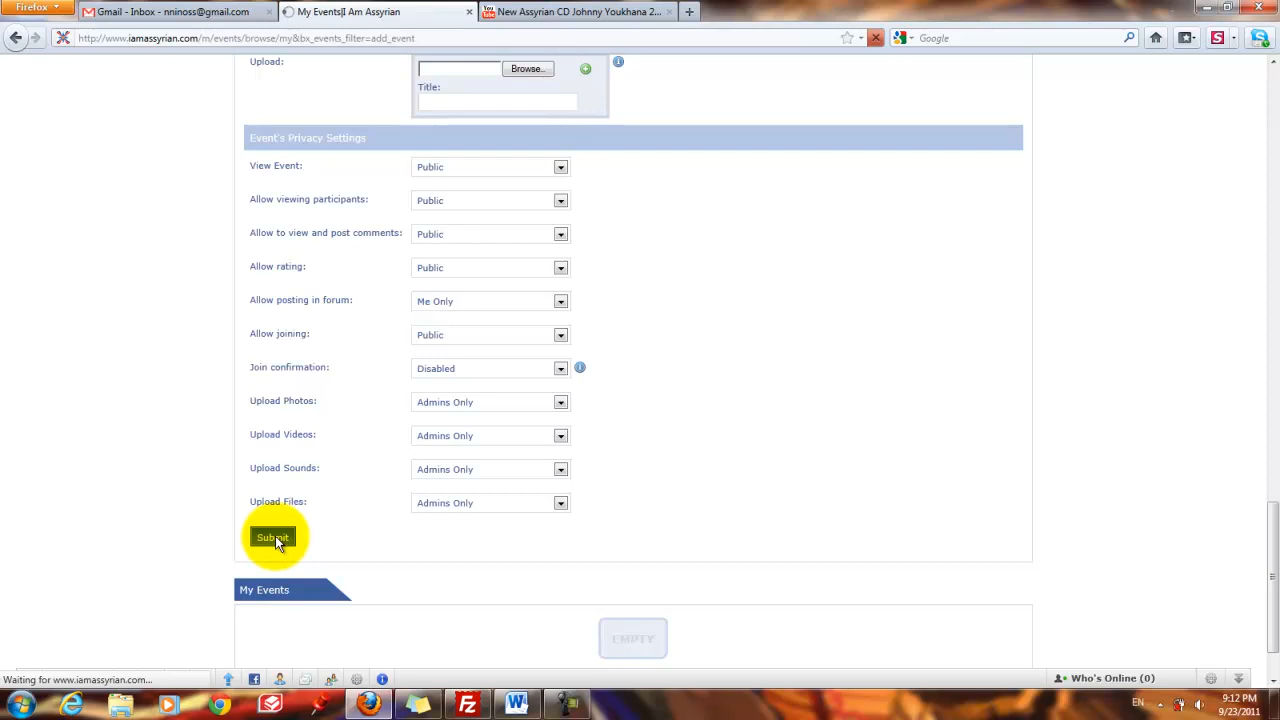 Firefox
Gmail - Inbox - nninoss@gmail.com
My Events|I Am Assyrian
New Assyrian CD Johnny Youkhana 2...
http://www.iamassyrian.com/m/events/browse/my&bx_events_filter=add_event
Google
Upload:
Browse...
Title:
Event's Privacy Settings
View Event:
Public
Allow viewing participants:
Public
Allow to view and post comments:
Public
Allow rating:
Public
Allow posting in forum:
Me Only
Allow joining:
Public
Join confirmation:
Disabled
Upload Photos:
Admins Only
Upload Videos:
Admins Only
Upload Sounds:
Admins Only
Upload Files:
Admins Only
Submit
My Events
EMPTY
Waiting for www.iamassyrian.com...
Who's Online (0)
EN
9:12 PM
9/23/2011